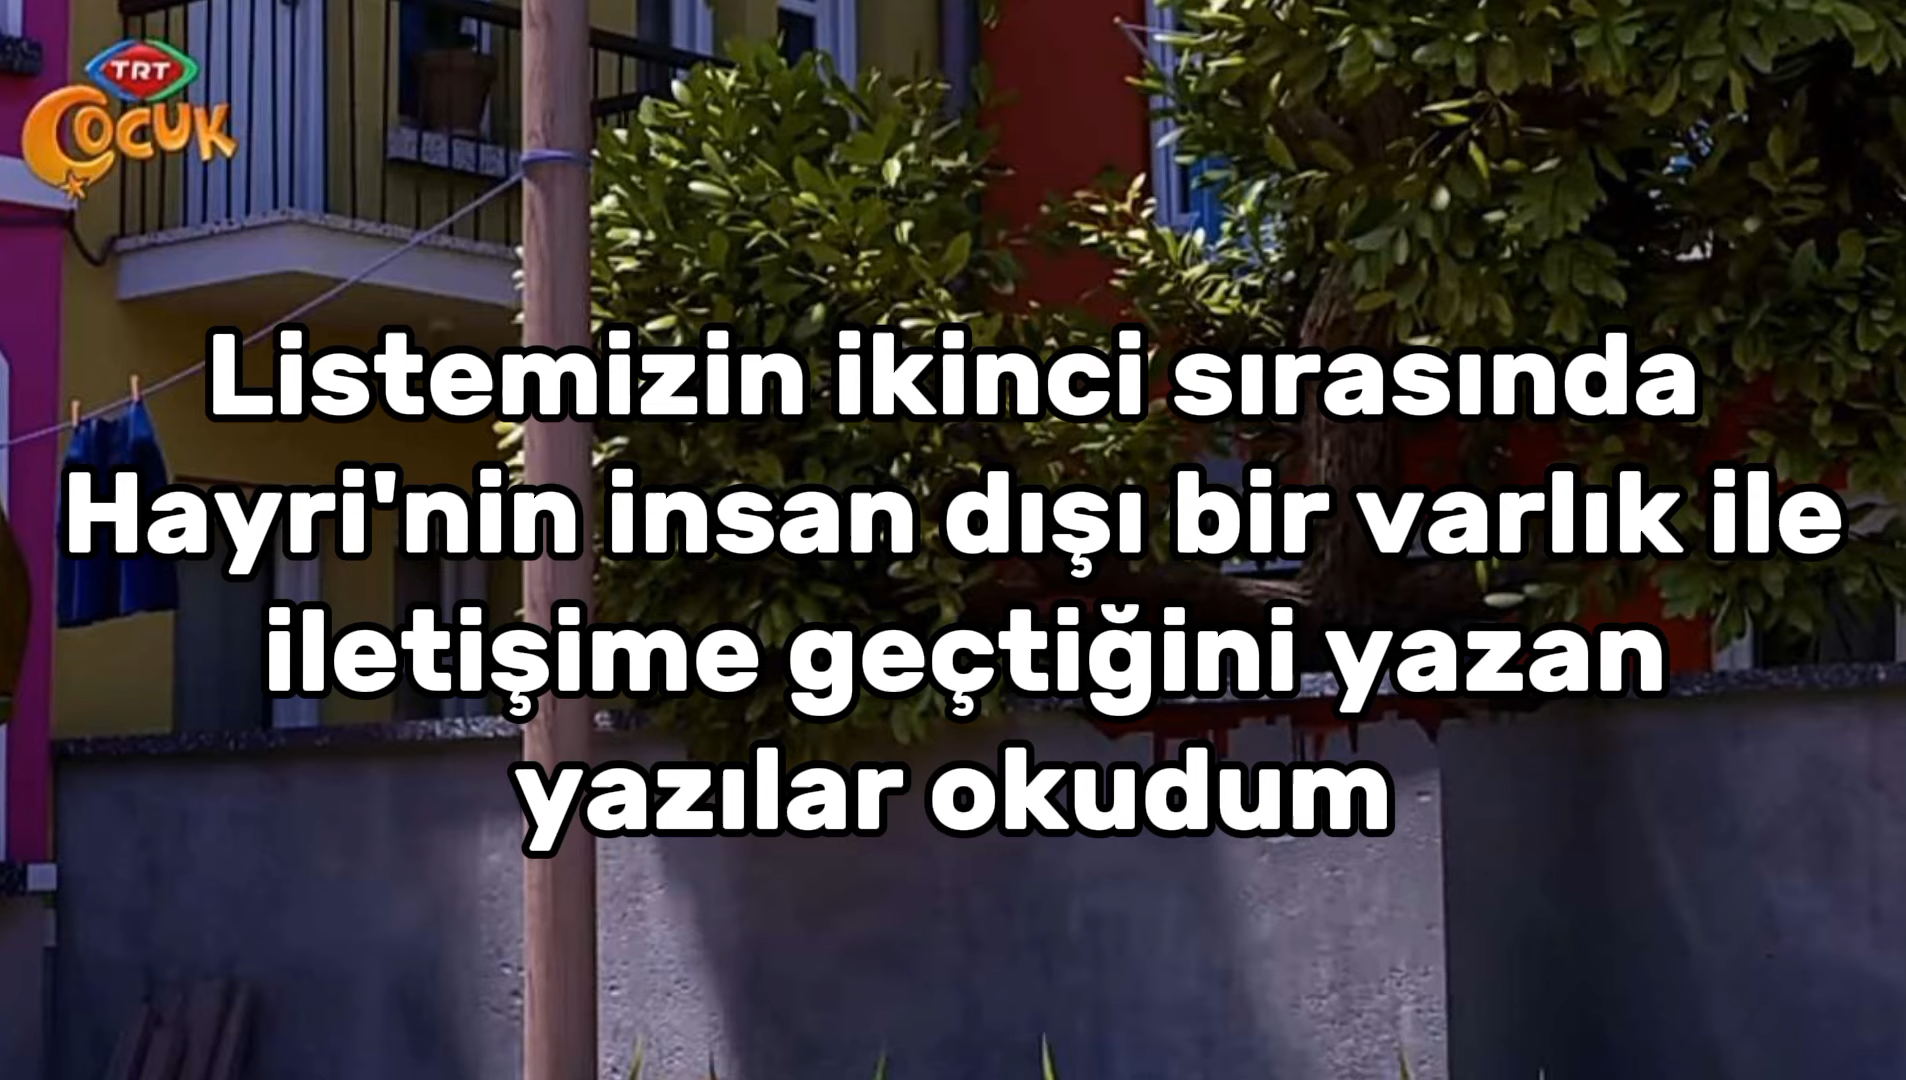 TRT
ÇOCUK
Listemizin ikinci sırasında
Hayri'nin insan dışı bir varlık ile
iletişime geçtiğini yazan
yazılar okudum